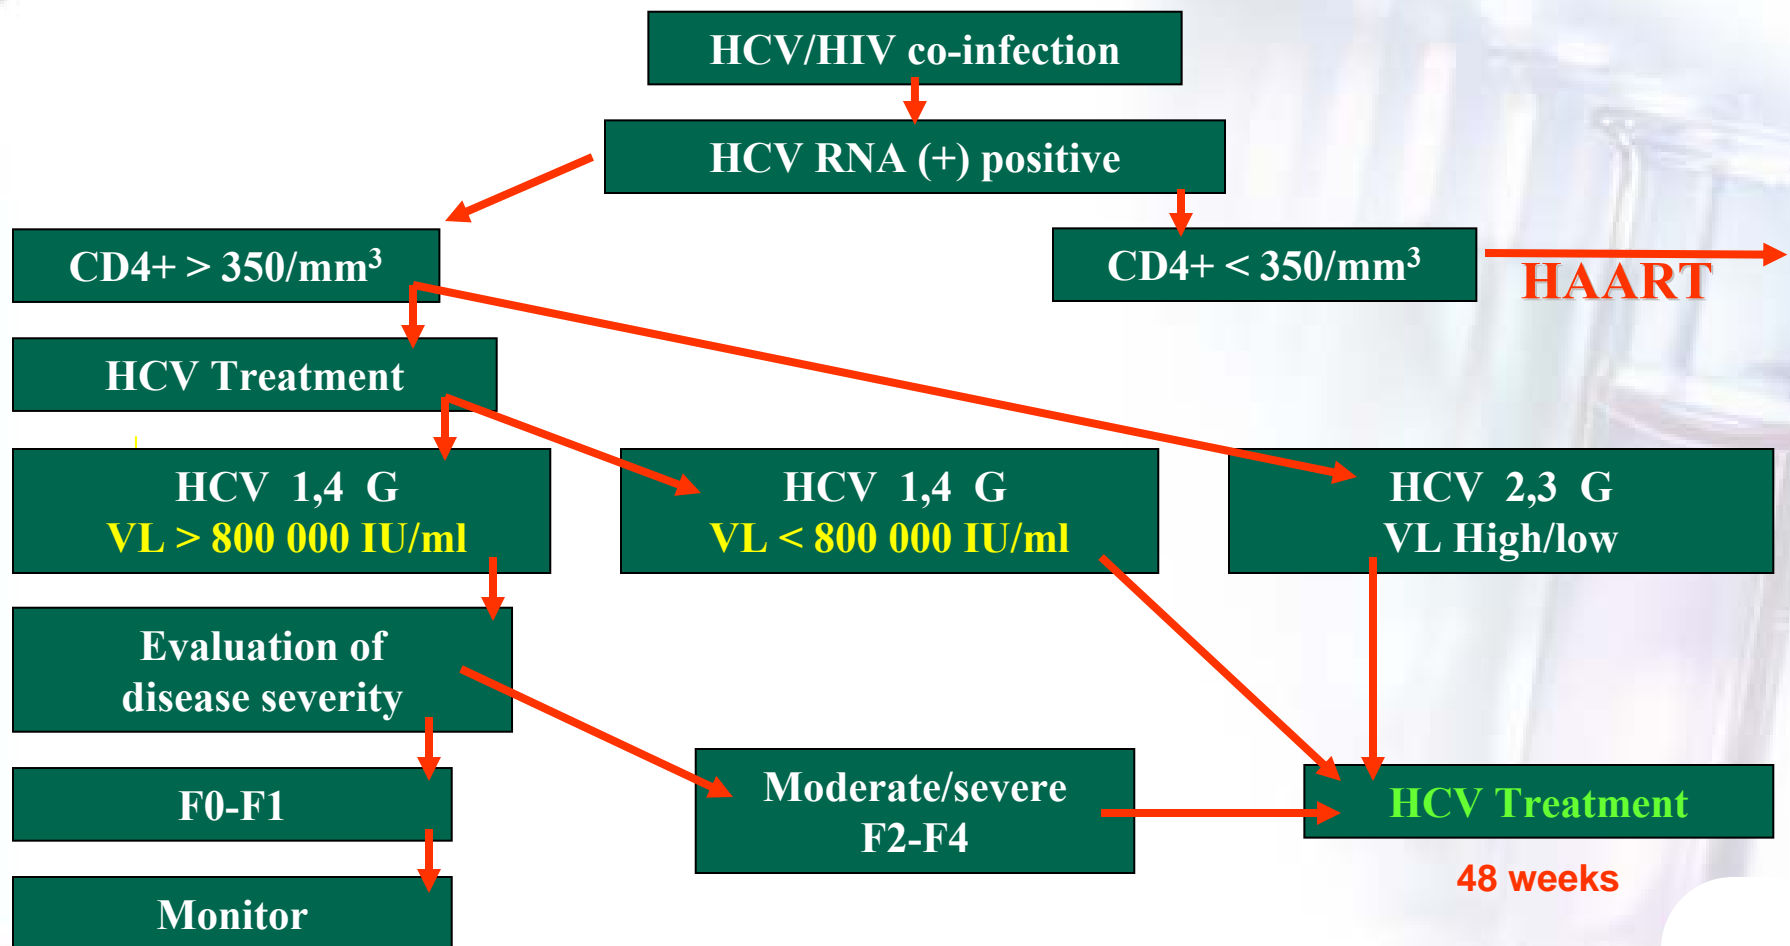 HCV/HIV co-infection
HCV RNA (+) positive
CD4+ > 350/mm³
CD4+ < 350/mm³
HAART
HCV Treatment
HCV 1,4 G
VL > 800 000 IU/ml
HCV 1,4 G
VL < 800 000 IU/ml
HCV 2,3 G
VL High/low
Evaluation of
disease severity
F0-F1
Moderate/severe
F2-F4
HCV Treatment
48 weeks
Monitor